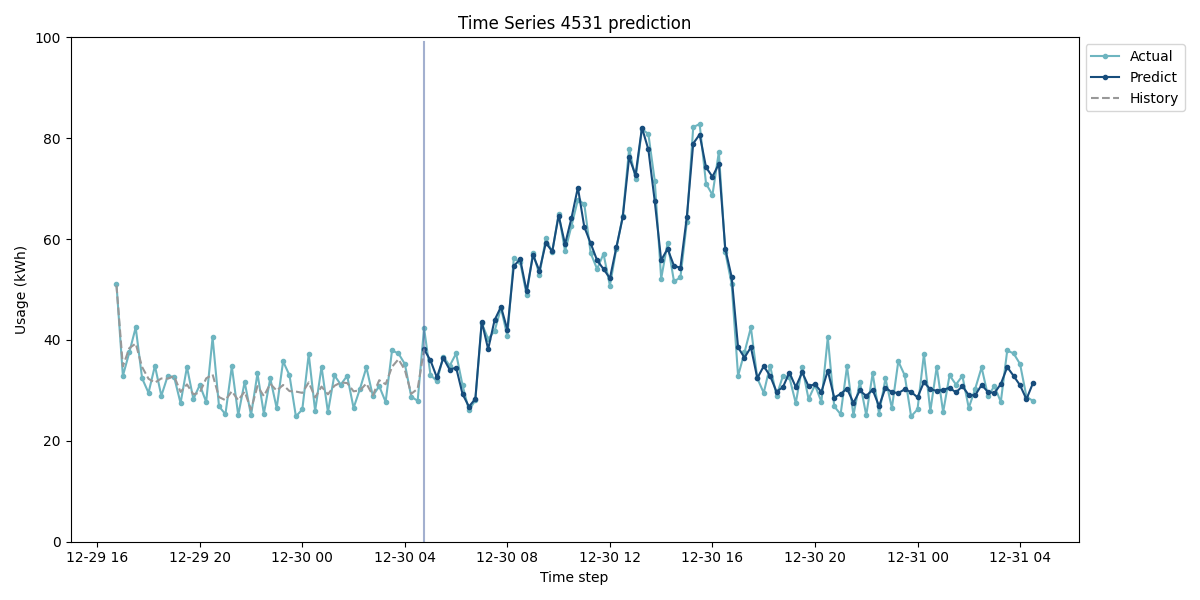 Time Series 4531 prediction
100
80
60
40
20
0
Usage (kWh)
12-29 16
12-29 20
12-30 00
12-30 04
12-30 08
12-30 12
12-30 16
12-30 20
12-31 00
12-31 04
Time step
Actual
Predict
History